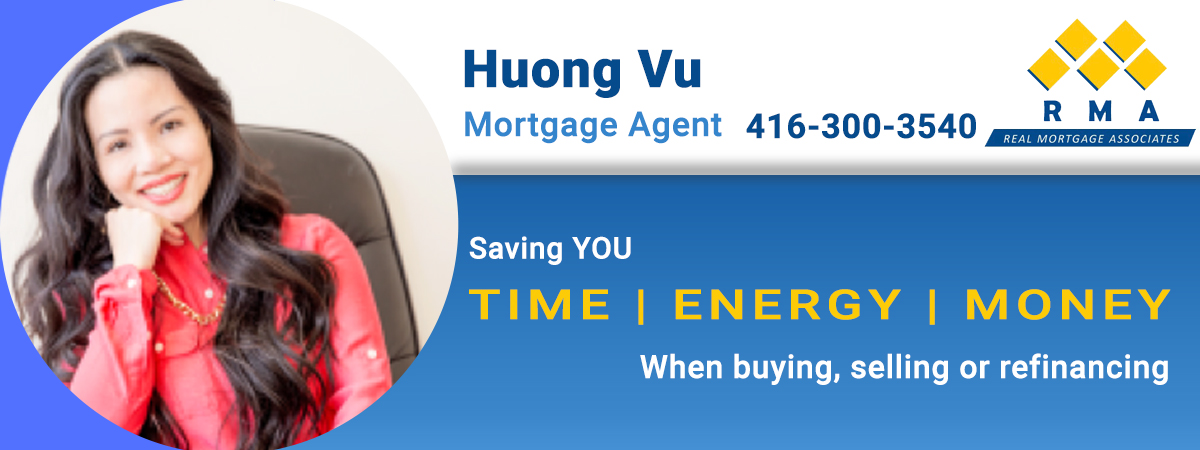 Huong Vu
Mortgage Agent 416-300-3540
RMA
REAL MORTGAGE ASSOCIATES
Saving YOU
TIME | ENERGY | MONEY
When buying, selling or refinancing